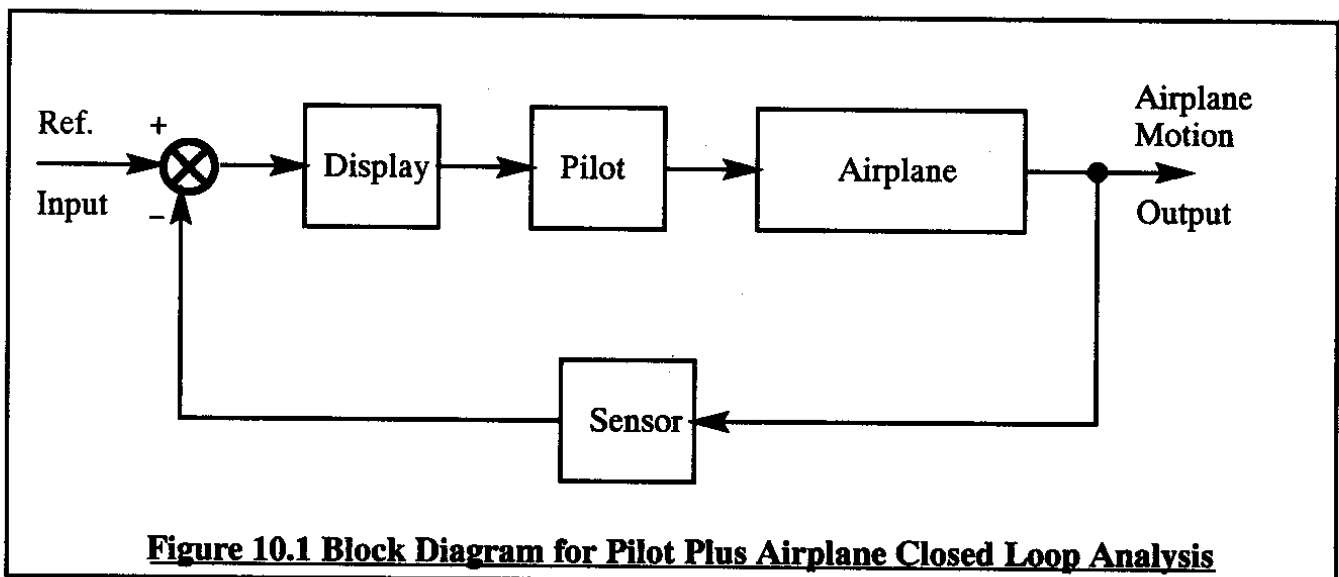 Ref.
Input
+
−
Display
Pilot
Airplane
Airplane
Motion
Output
Sensor
Figure 10.1 Block Diagram for Pilot Plus Airplane Closed Loop Analysis